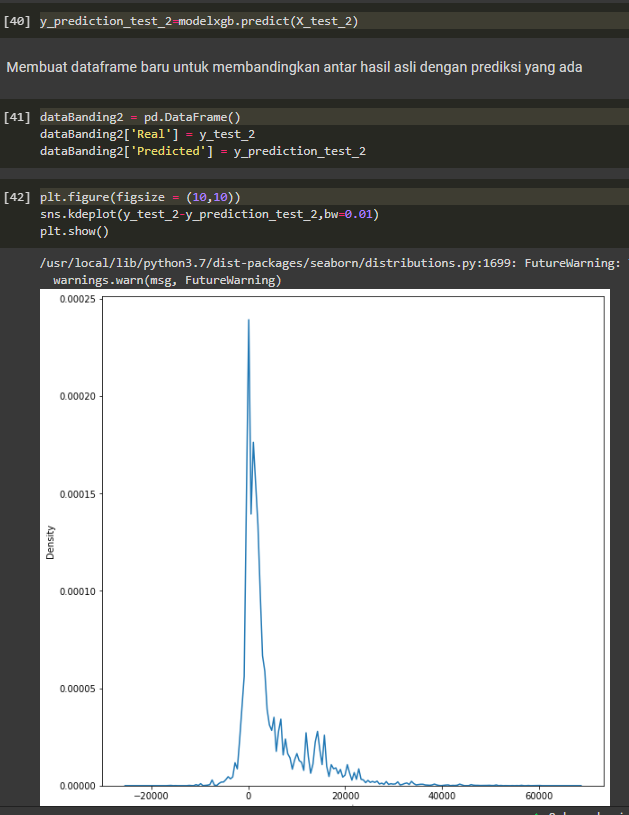 [40] y_prediction_test_2=modelxgb.predict(X_test_2)
Membuat dataframe baru untuk membandingkan antar hasil asli dengan prediksi yang ada
[41] dataBanding2 = pd.DataFrame()
dataBanding2['Real'] = y_test_2
dataBanding2['Predicted'] = y_prediction_test_2
[42] plt.figure(figsize = (10,10))
sns.kdeplot(y_test_2-y_prediction_test_2,bw=0.01)
plt.show()
/usr/local/lib/python3.7/dist-packages/seaborn/distributions.py:1699: FutureWarning:
warnings.warn(msg, FutureWarning)
0.00025
0.00020
0.00015
Density
0.00010
0.00005
0.00000
−20000 0 20000 40000 60000